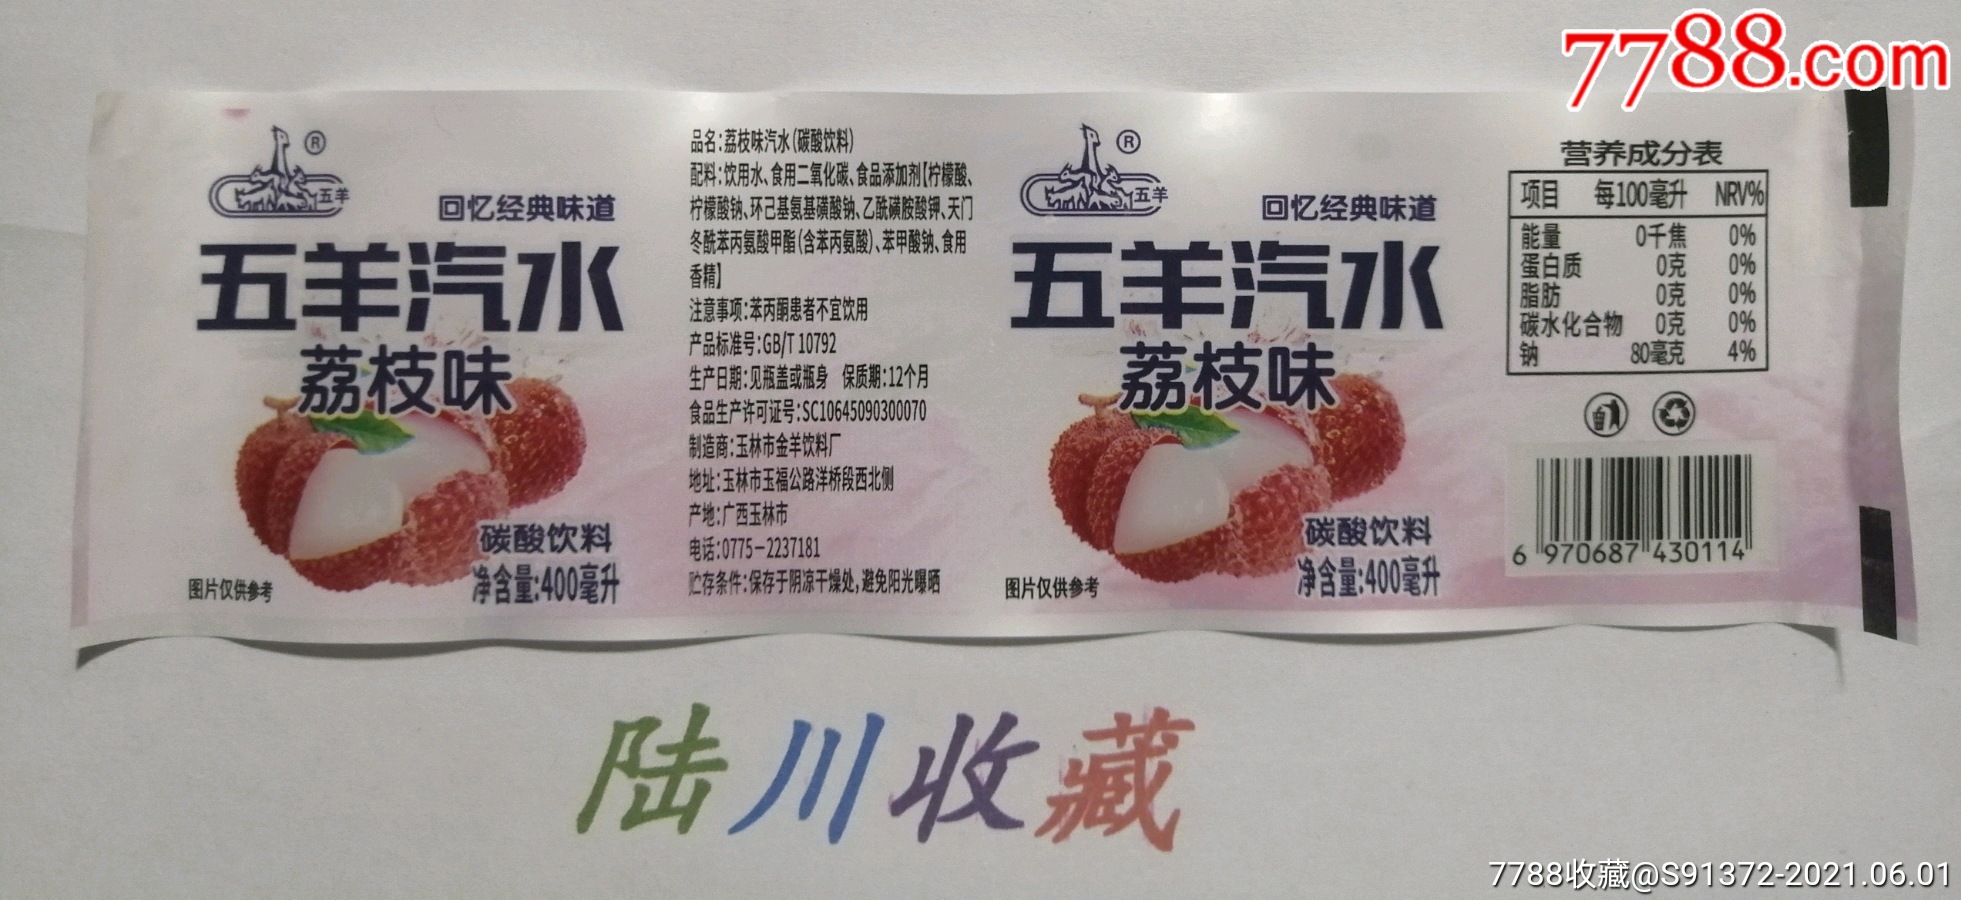 7788.com
五羊
®
回忆经典味道
五羊汽水
荔枝味
碳酸饮料
净含量:400毫升
图片仅供参考
品名:荔枝味汽水(碳酸饮料)
配料:饮用水、食用二氧化碳、食品添加剂【柠檬酸、
柠檬酸钠、环己基氨基磺酸钠、乙酰磺胺酸钾、天门
冬酰苯丙氨酸甲酯(含苯丙氨酸)、苯甲酸钠、食用
香精】
注意事项:苯丙酮患者不宜饮用
产品标准号:GB/T 10792
生产日期:见瓶盖或瓶身 保质期:12个月
食品生产许可证号:SC10645090300070
制造商:玉林市金羊饮料厂
地址:玉林市玉福公路洋桥段西北侧
产地:广西玉林市
电话:0775-2237181
贮存条件:保存于阴凉干燥处,避免阳光曝晒
五羊
®
回忆经典味道
五羊汽水
荔枝味
碳酸饮料
净含量:400毫升
图片仅供参考
营养成分表
项目 每100毫升 NRV%
能量 0千焦 0%
蛋白质 0克 0%
脂肪 0克 0%
碳水化合物 0克 0%
钠 80毫克 4%
6 970687 430114
陆川收藏
7788收藏@S91372-2021.06.01